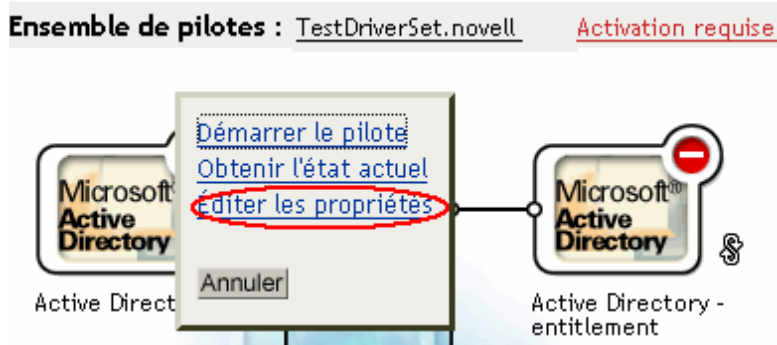 Ensemble de pilotes : TestDriverSet.novell Activation requise
Démarrer le pilote
Obtenir l'état actuel
Éditer les propriétés
Annuler
Microsoft
Active
Directory
Active Direct
Microsoft®
Active
Directory
Active Directory -
entitlement